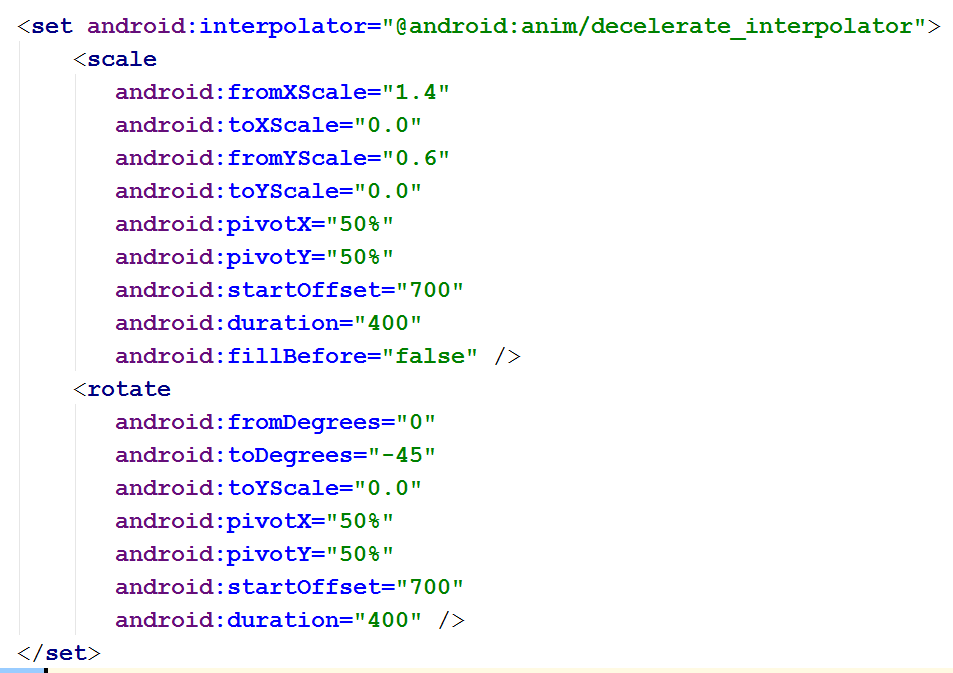 <set android:interpolator="@android:anim/decelerate_interpolator">
<scale
android:fromXScale="1.4"
android:toXScale="0.0"
android:fromYScale="0.6"
android:toYScale="0.0"
android:pivotX="50%"
android:pivotY="50%"
android:startOffset="700"
android:duration="400"
android:fillBefore="false" />
<rotate
android:fromDegrees="0"
android:toDegrees="-45"
android:toYScale="0.0"
android:pivotX="50%"
android:pivotY="50%"
android:startOffset="700"
android:duration="400" />
</set>